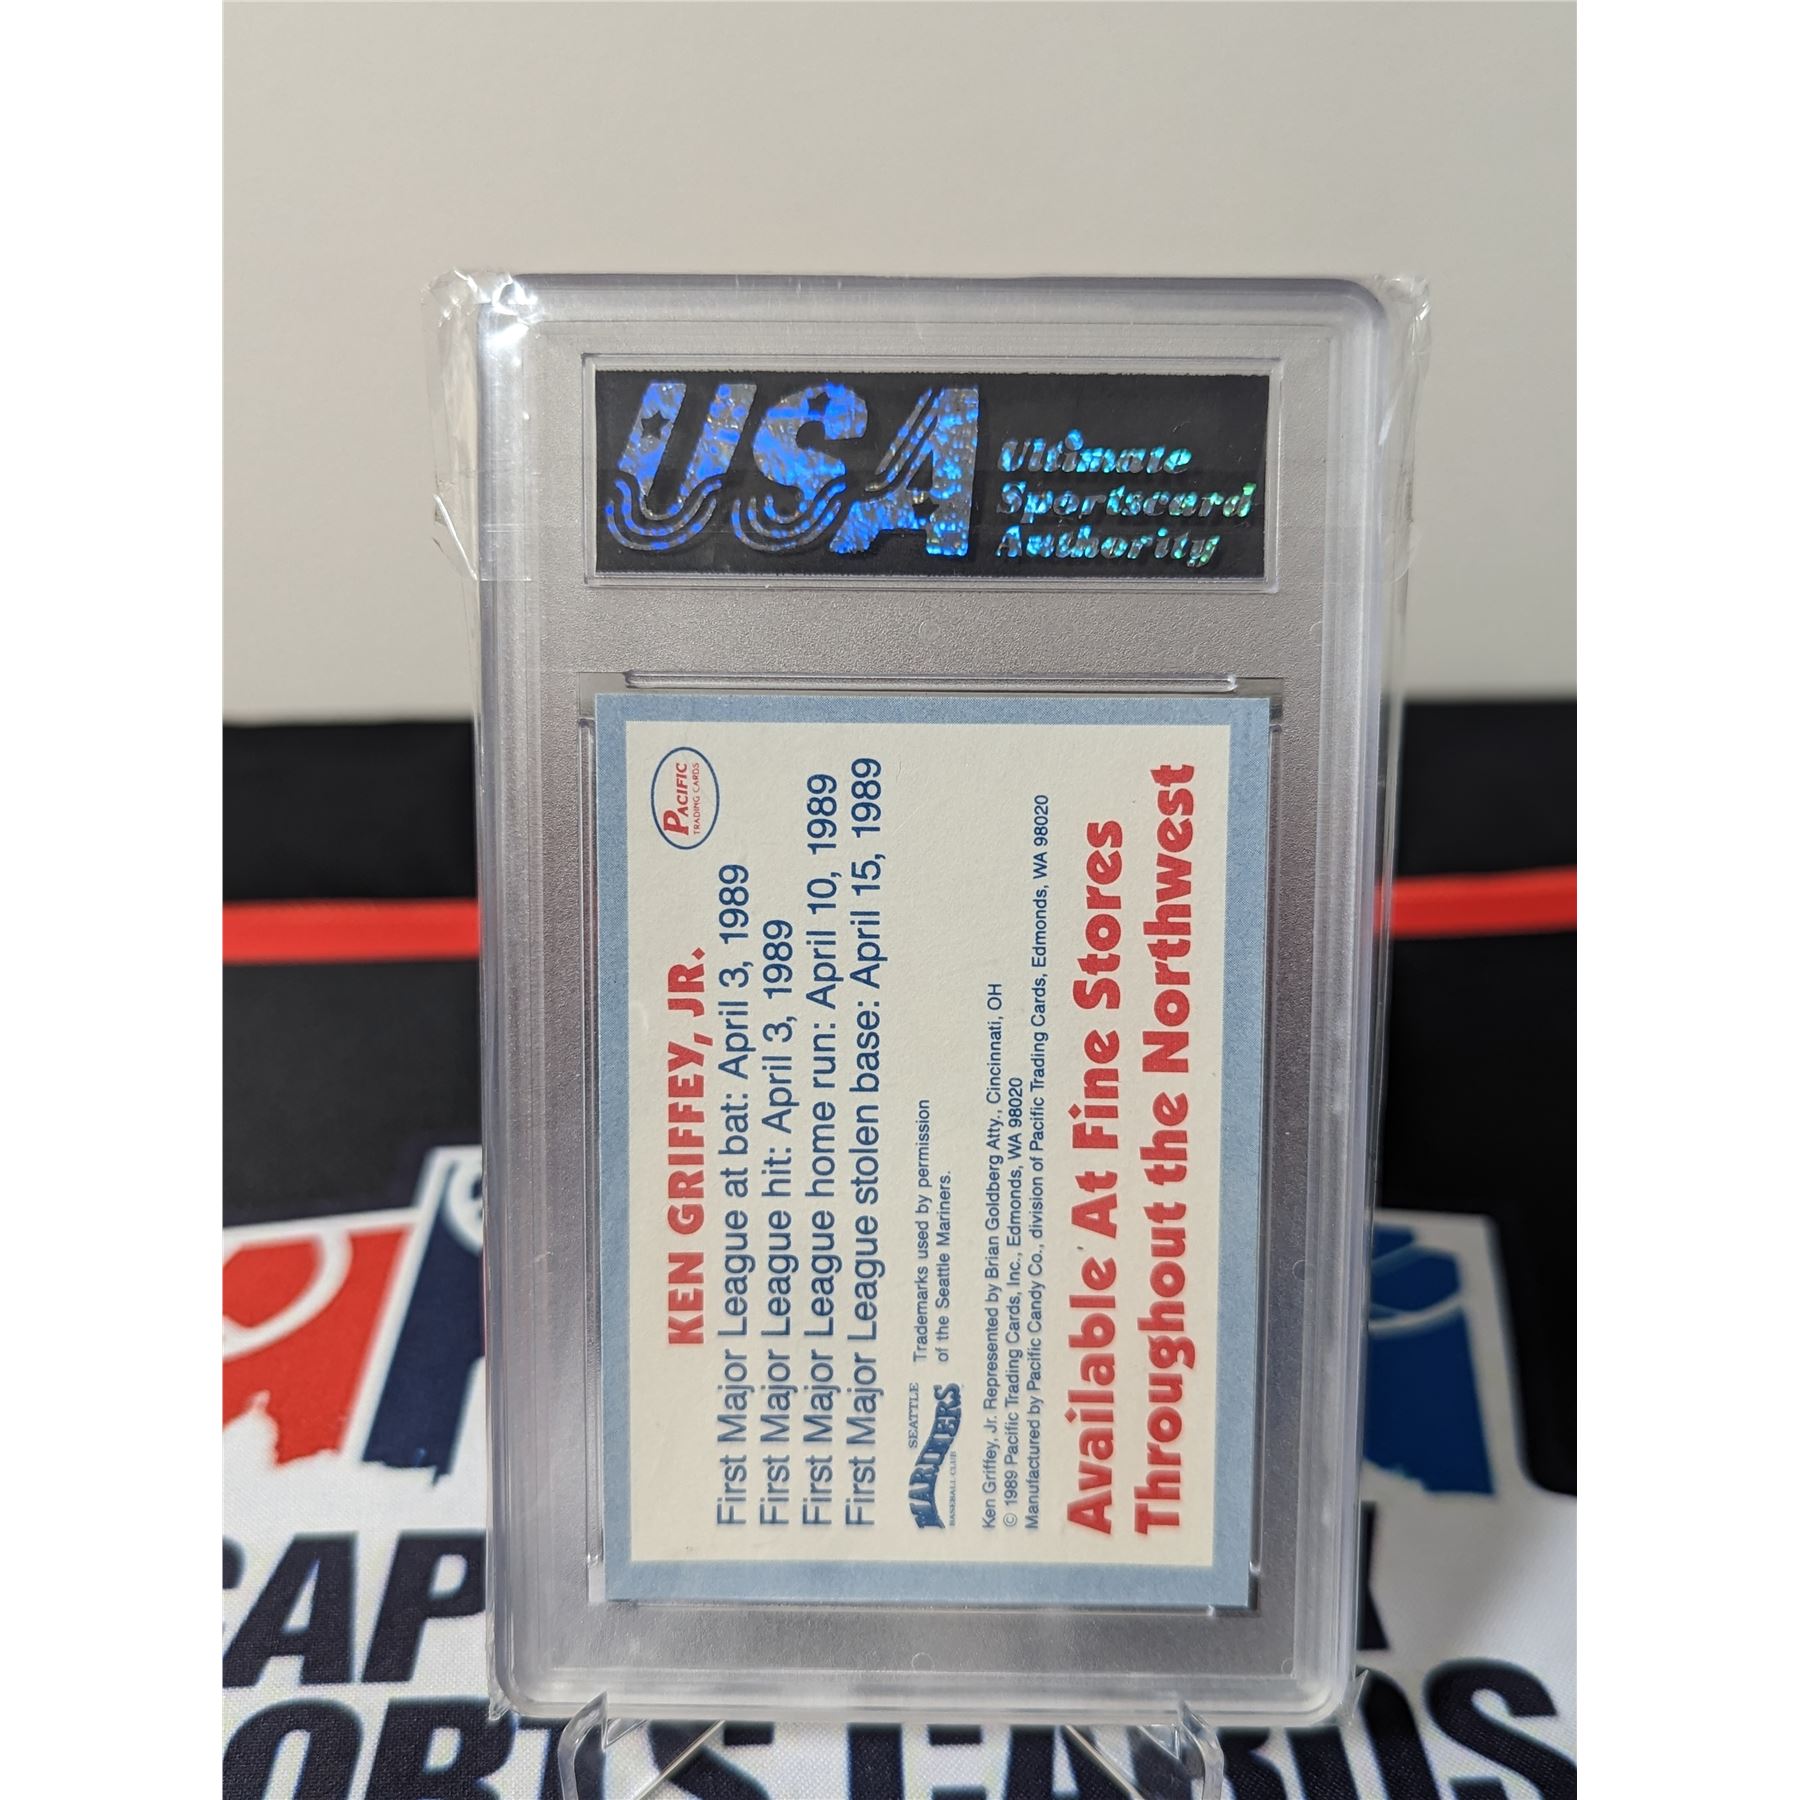 USA
Ultimate
Sportscard
Authority
PACIFIC
TRADING CARDS
KEN GRIFFEY, JR.
First Major League at bat: April 3, 1989
First Major League hit: April 3, 1989
First Major League home run: April 10, 1989
First Major League stolen base: April 15, 1989
SEATTLE
MARINERS
BASEBALL CLUB
Trademarks used by permission
of the Seattle Mariners.
Ken Griffey, Jr. Represented by Brian Goldberg Atty., Cincinnati, OH
© 1989 Pacific Trading Cards, Inc., Edmonds, WA 98020
Manufactured by Pacific Candy Co., division of Pacific Trading Cards, Edmonds, WA 98020
Available At Fine Stores
Throughout the Northwest
CAP
ORTS CARDS